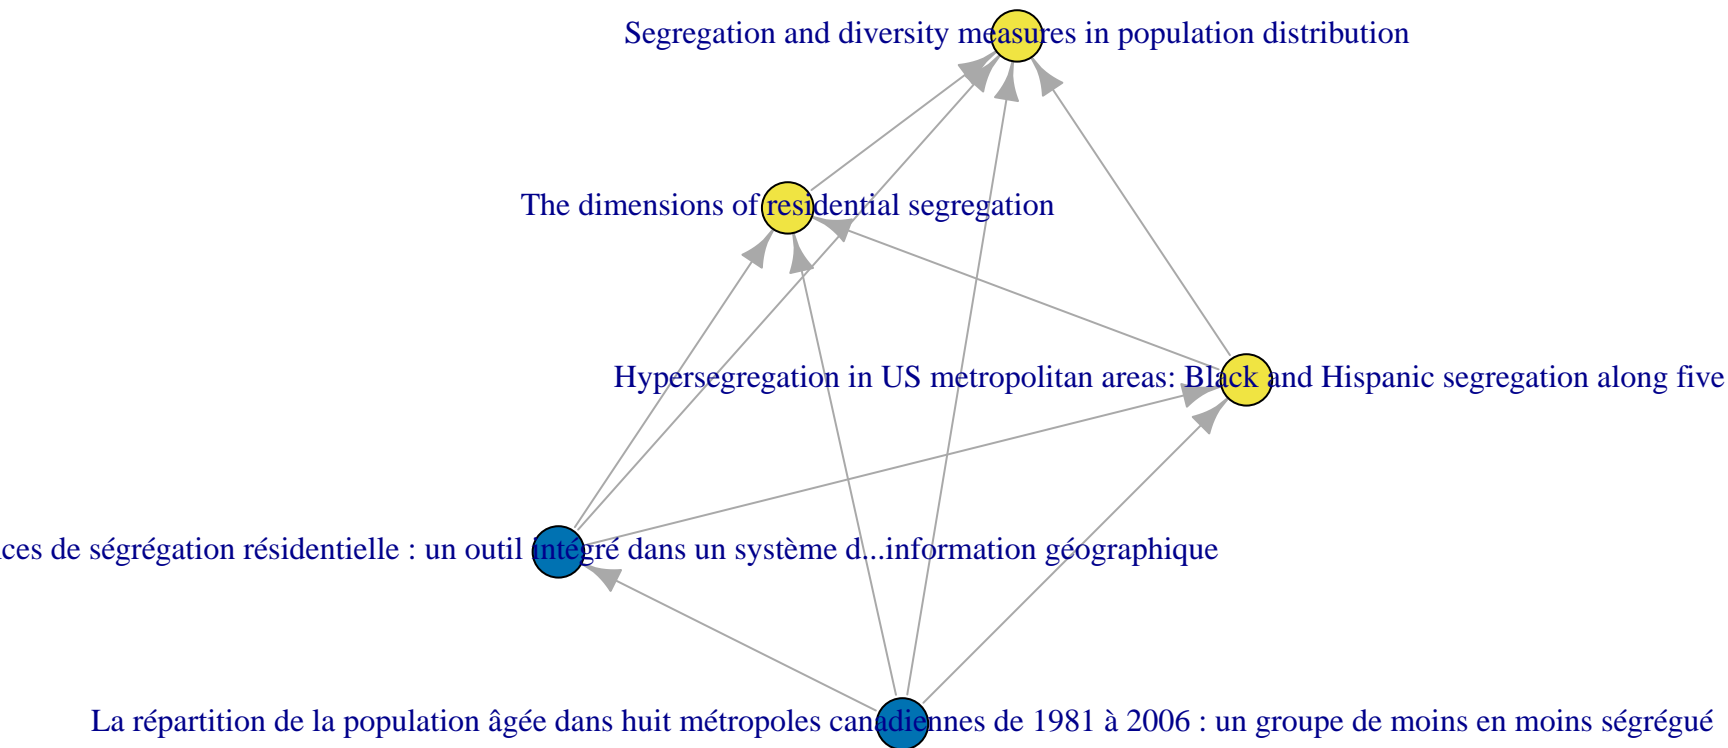 Segregation and diversity measures in population distribution
The dimensions of residential segregation
Hypersegregation in US metropolitan areas: Black and Hispanic segregation along five
de ségrégation résidentielle : un outil intégré dans un système d...information géographique
La répartition de la population âgée dans huit métropoles canadiennes de 1981 à 2006 : un groupe de moins en moins ségrégué